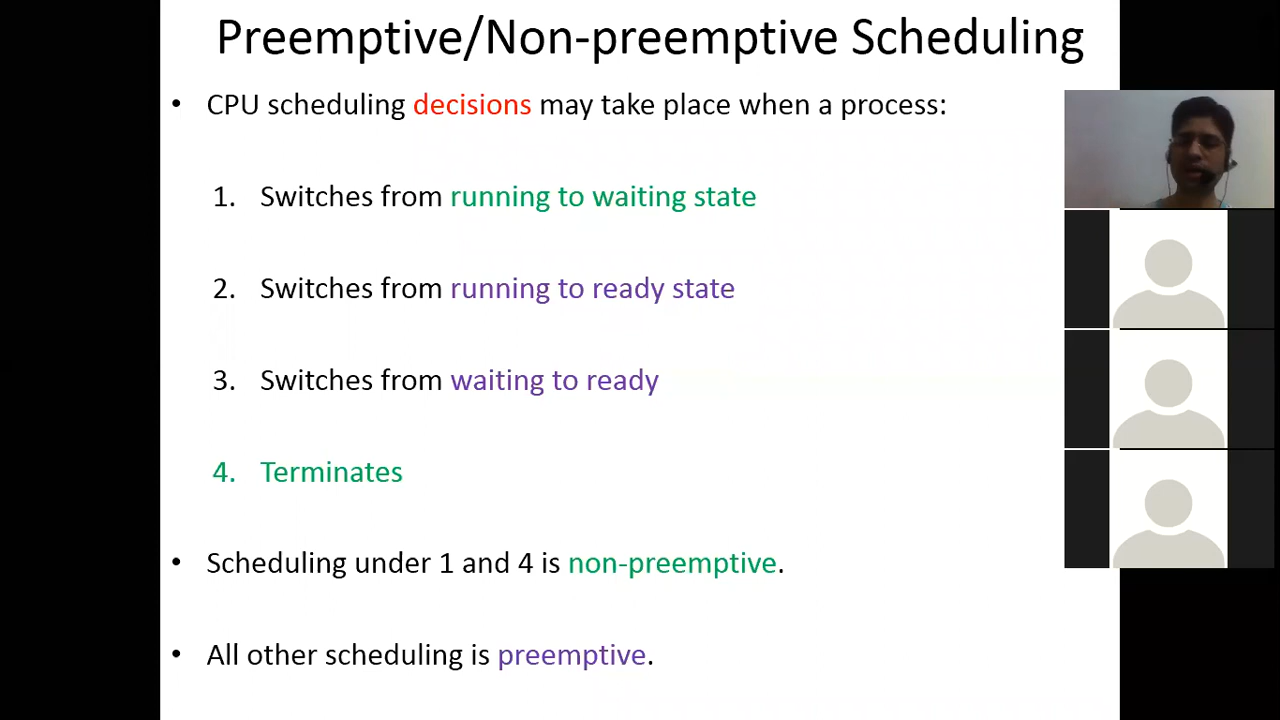 Preemptive/Non-preemptive Scheduling
• CPU scheduling decisions may take place when a process:
1. Switches from running to waiting state
2. Switches from running to ready state
3. Switches from waiting to ready
4. Terminates
• Scheduling under 1 and 4 is non-preemptive.
• All other scheduling is preemptive.